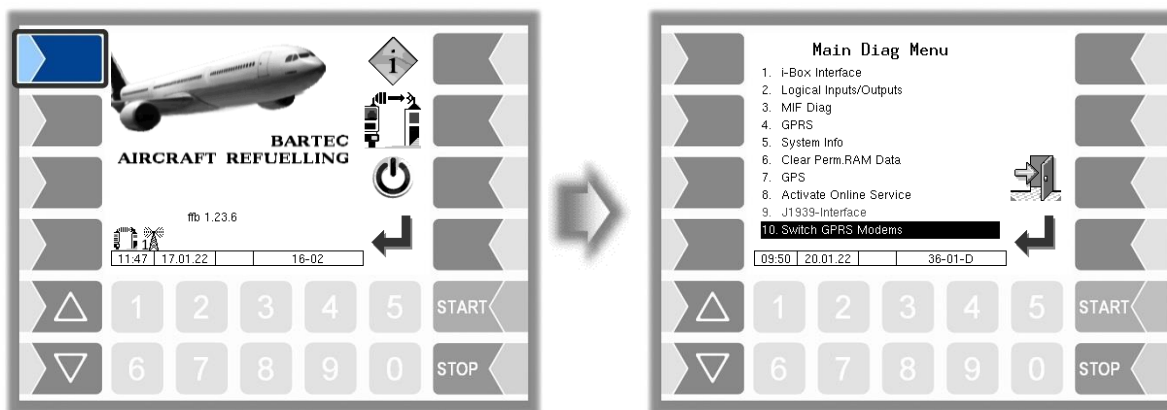 i
BARTEC
AIRCRAFT REFUELLING
ffb 1.23.6
1
11:47 17.01.22 16-02
1 2 3 4 5 START
6 7 8 9 0 STOP
Main Diag Menu
1. i-Box Interface
2. Logical Inputs/Outputs
3. MIF Diag
4. GPRS
5. System Info
6. Clear Perm.RAM Data
7. GPS
8. Activate Online Service
9. J1939-Interface
10. Switch GPRS Modems
09:50 20.01.22 36-01-D
1 2 3 4 5 START
6 7 8 9 0 STOP